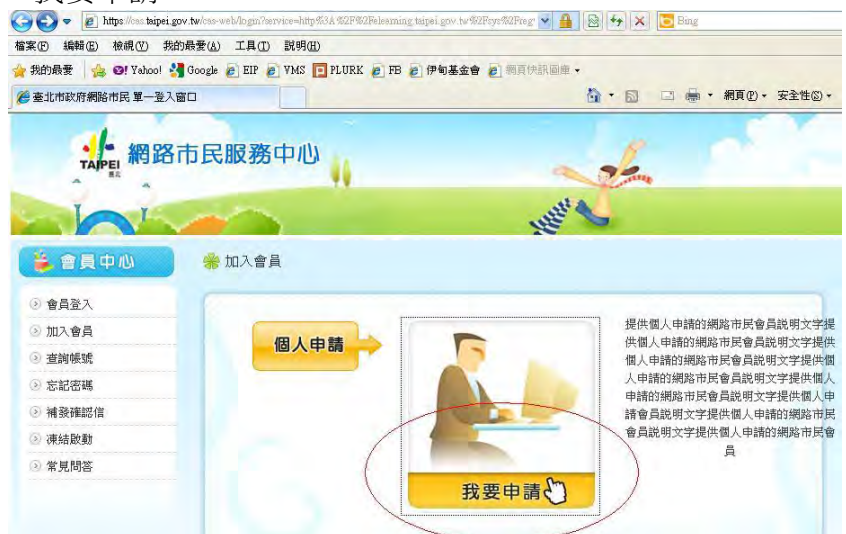 我要申請
https://css.taipei.gov.tw/css-web/login?service=http%3A%2F%2Felearning.taipei.gov.tw%2Fsys%2Freg
Bing
檔案(F) 編輯(E) 檢視(V) 我的最愛(A) 工具(T) 說明(H)
我的最愛 Yahoo! Google EIP VMS PLURK FB 伊甸基金會 網頁快訊圖庫
臺北市政府網路市民 單一登入窗口 網頁(P) 安全性(S)
TAIPEI 臺北 網路市民服務中心
會員中心
加入會員
會員登入
加入會員
查詢帳號
忘記密碼
補發確認信
凍結啟動
常見問答
個人申請
我要申請
提供個人申請的網路市民會員說明文字提
供個人申請的網路市民會員說明文字提供
個人申請的網路市民會員說明文字提供個
人申請的網路市民會員說明文字提供個人
申請的網路市民會員說明文字提供個人申
請會員說明文字提供個人申請的網路市民
會員說明文字提供個人申請的網路市民會
員